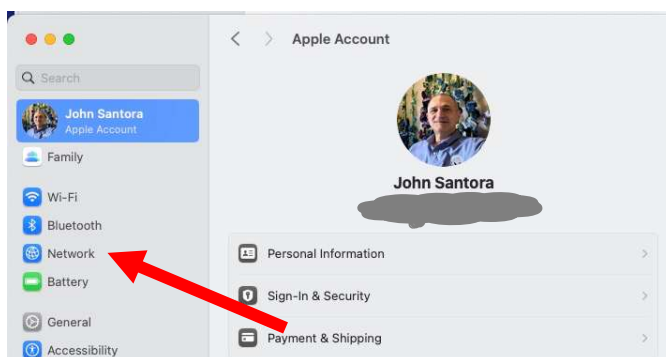 Apple Account
Search
John Santora
Apple Account
Family
Wi-Fi
Bluetooth
Network
Battery
General
Accessibility
John Santora
Personal Information
Sign-In & Security
Payment & Shipping